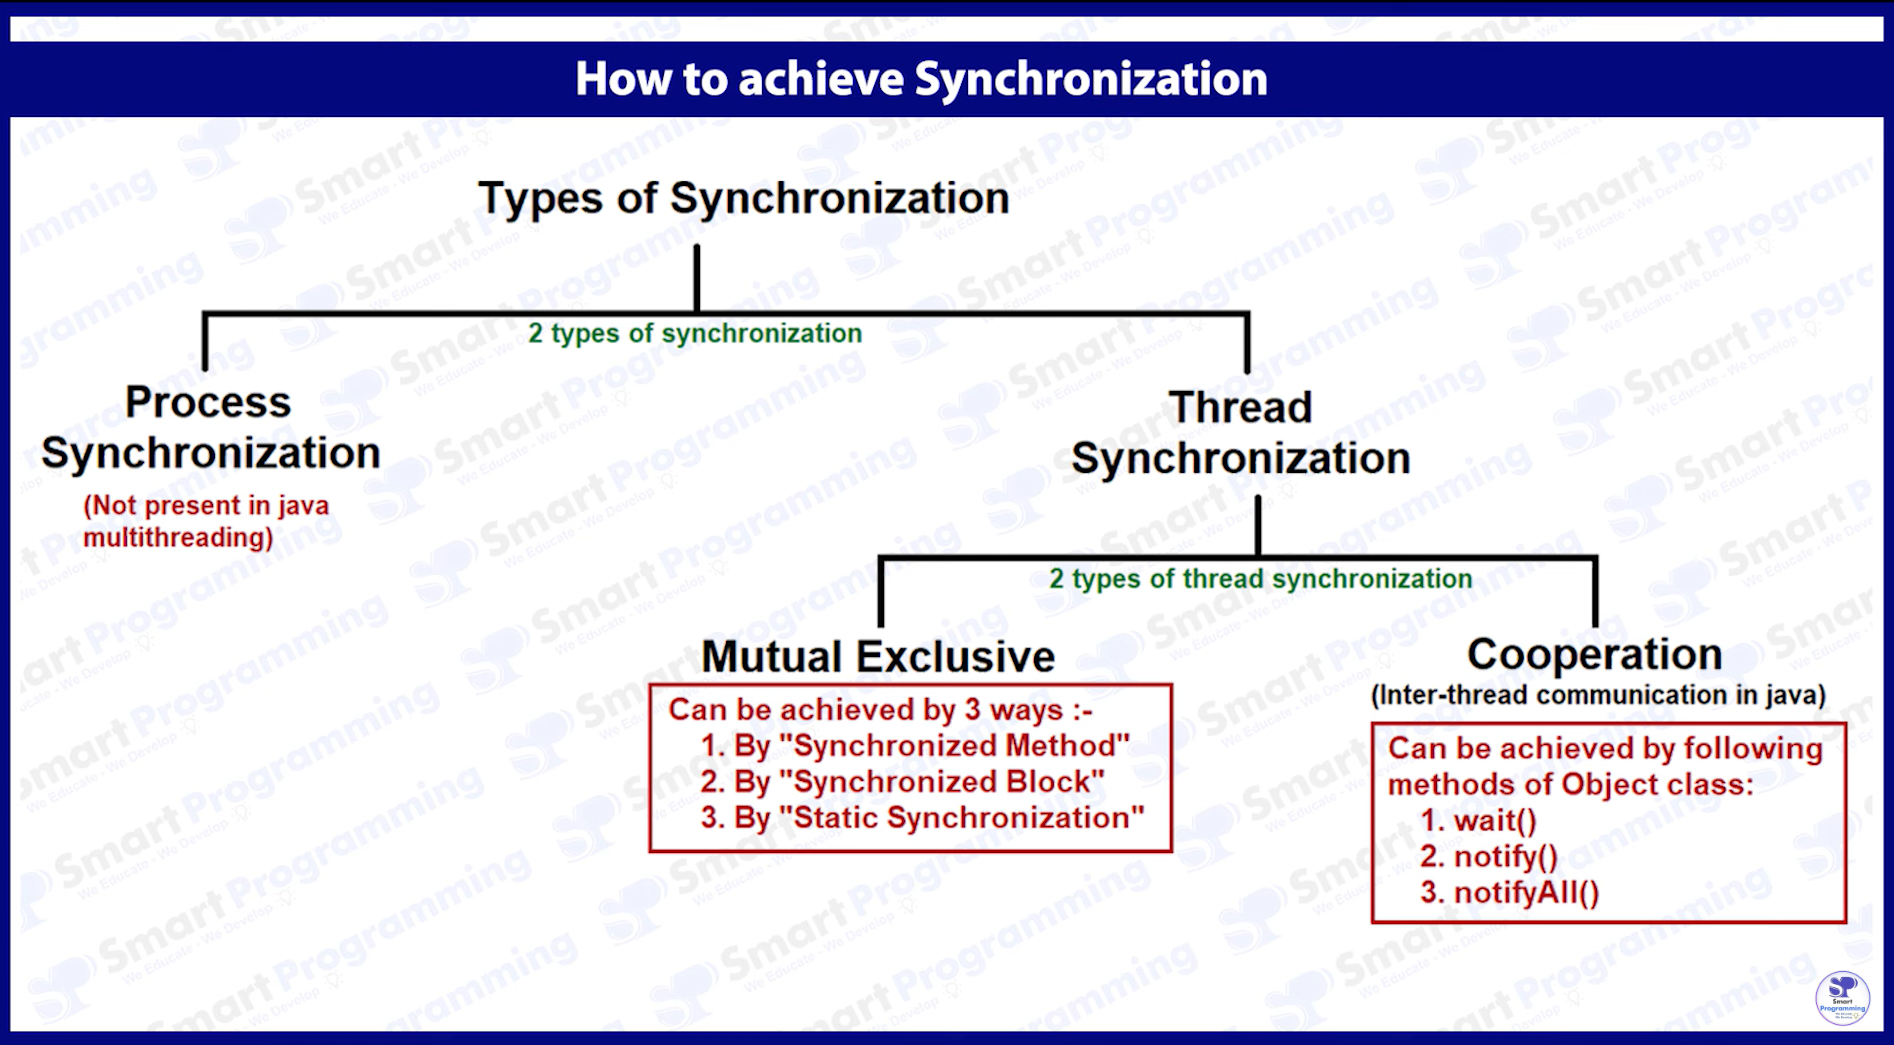 How to achieve Synchronization
Types of Synchronization
2 types of synchronization
Process
Synchronization
(Not present in java
multithreading)
Thread
Synchronization
2 types of thread synchronization
Mutual Exclusive
Can be achieved by 3 ways :-
1. By "Synchronized Method"
2. By "Synchronized Block"
3. By "Static Synchronization"
Cooperation
(Inter-thread communication in java)
Can be achieved by following
methods of Object class:
1. wait()
2. notify()
3. notifyAll()
Smart
Programming